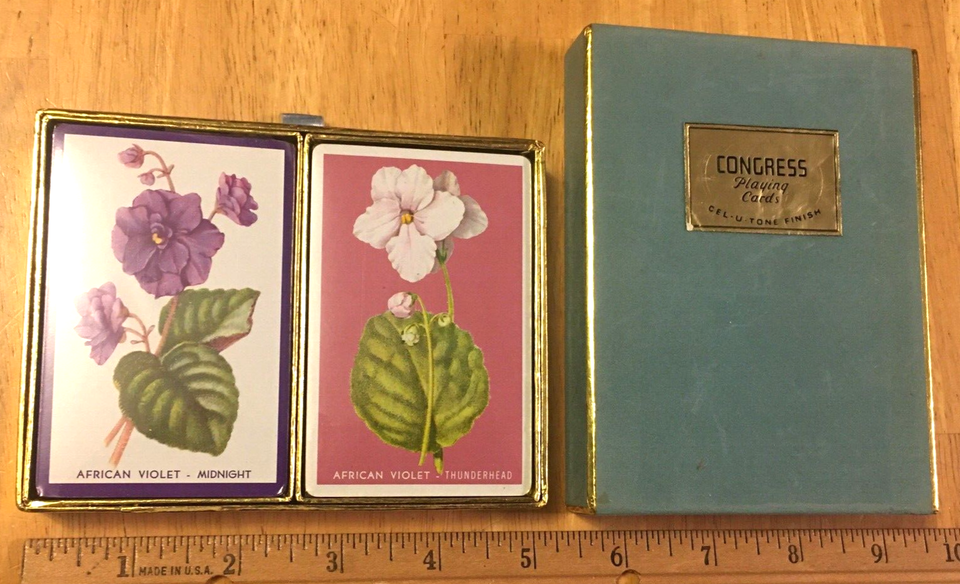 CONGRESS
Playing
Cards
CEL-U-TONE FINISH
AFRICAN VIOLET - MIDNIGHT
AFRICAN VIOLET - THUNDERHEAD
1 2 3 4 5 6 7 8 9 10
MADE IN U.S.A.